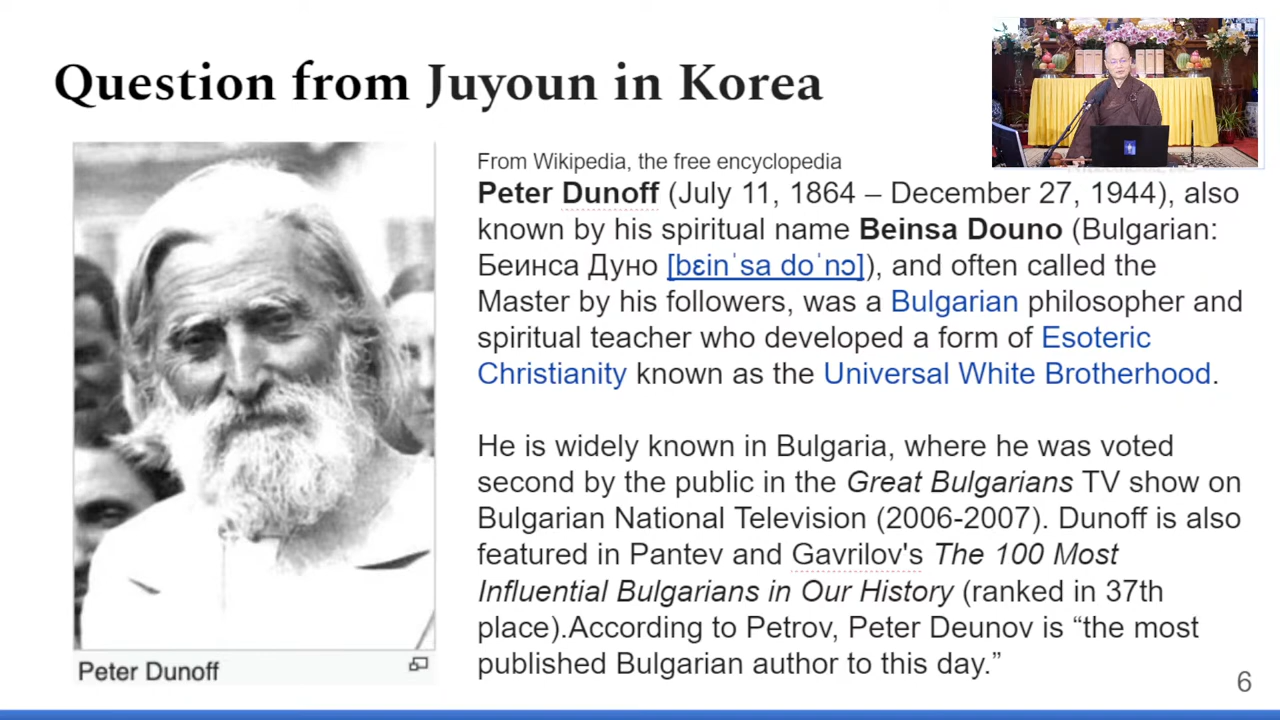 Question from Juyoun in Korea
From Wikipedia, the free encyclopedia
Peter Dunoff (July 11, 1864 – December 27, 1944), also
known by his spiritual name Beinsa Douno (Bulgarian:
Беинса Дуно [bɛinˈsa doˈnɔ]), and often called the
Master by his followers, was a Bulgarian philosopher and
spiritual teacher who developed a form of Esoteric
Christianity known as the Universal White Brotherhood.
He is widely known in Bulgaria, where he was voted
second by the public in the Great Bulgarians TV show on
Bulgarian National Television (2006-2007). Dunoff is also
featured in Pantev and Gavrilov's The 100 Most
Influential Bulgarians in Our History (ranked in 37th
place).According to Petrov, Peter Deunov is “the most
published Bulgarian author to this day.”
Peter Dunoff
6